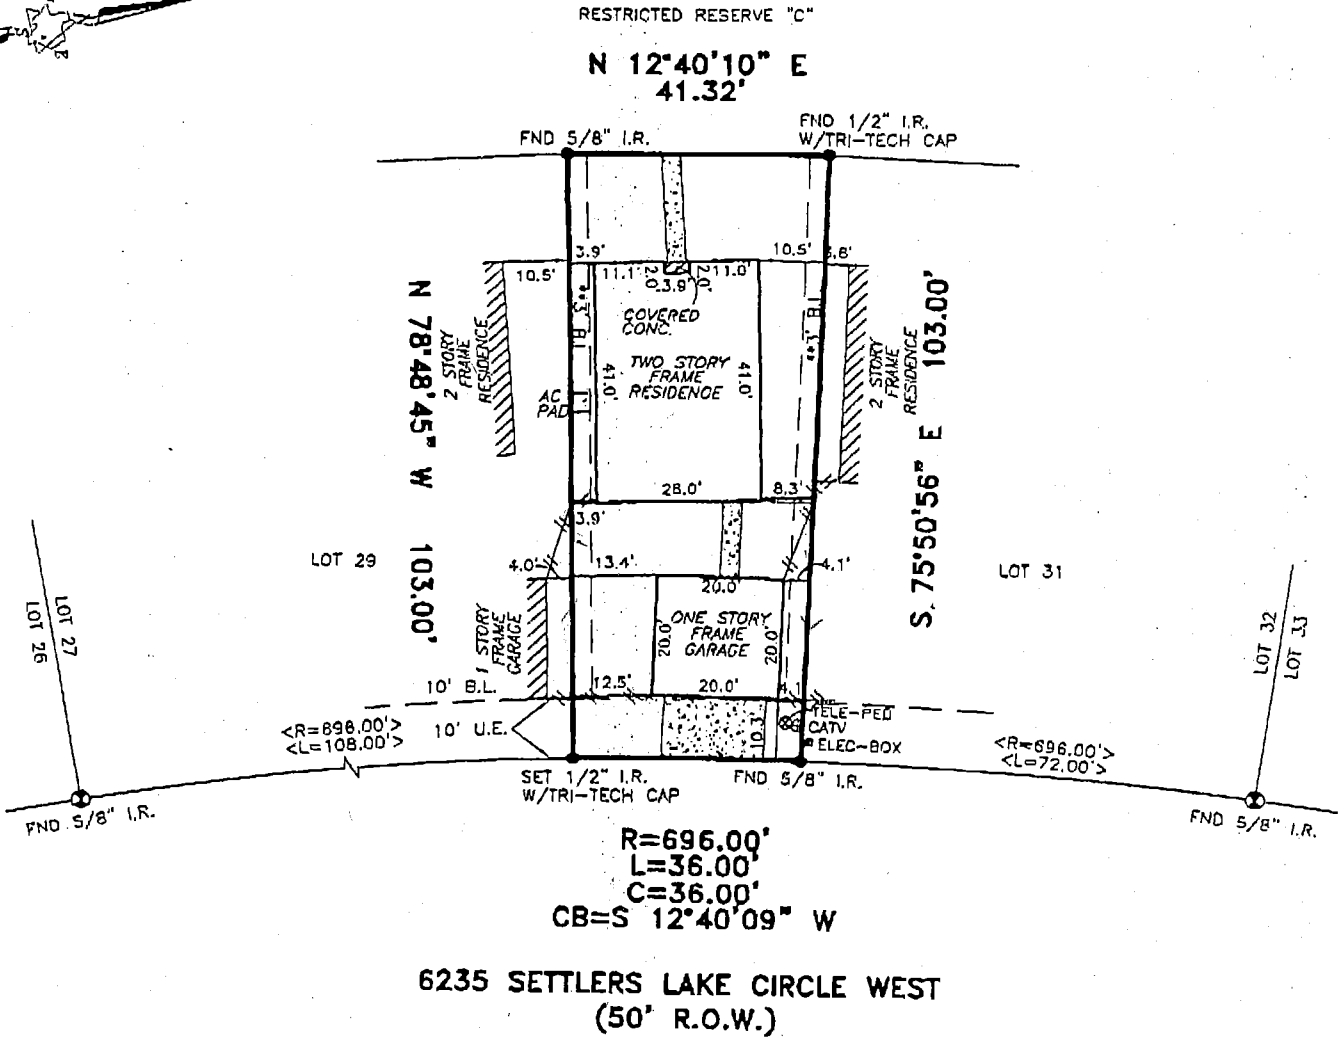 RESTRICTED RESERVE "C"
N 12°40'10" E
41.32'
FND 5/8" I.R.
FND 1/2" I.R.
W/TRI-TECH CAP
3.9'
10.5'
10.5'
11.1'
2.0'
3.9'
2.0'
11.0'
COVERED
CONC.
3' B.L.
3' B.L.
TWO STORY
FRAME
RESIDENCE
41.0'
41.0'
AC
PAD
2 STORY
FRAME
RESIDENCE
2 STORY
FRAME
RESIDENCE
N 78°48'45" W 103.00'
S 75°50'56" E 103.00'
28.0'
8.3'
3.9'
4.0'
13.4'
20.0'
4.1'
LOT 29
LOT 31
1 STORY
FRAME
GARAGE
ONE STORY
FRAME
GARAGE
20.0'
20.0'
LOT 26
LOT 27
LOT 32
LOT 33
10' B.L.
12.5'
20.0'
10' U.E.
10.3'
TELE-PED
CATV
ELEC-BOX
<R=696.00'>
<L=108.00'>
<R=696.00'>
<L=72.00'>
SET 1/2" I.R.
W/TRI-TECH CAP
FND 5/8" I.R.
FND 5/8" I.R.
FND 5/8" I.R.
R=696.00'
L=36.00'
C=36.00'
CB=S 12°40'09" W
6235 SETTLERS LAKE CIRCLE WEST
(50' R.O.W.)